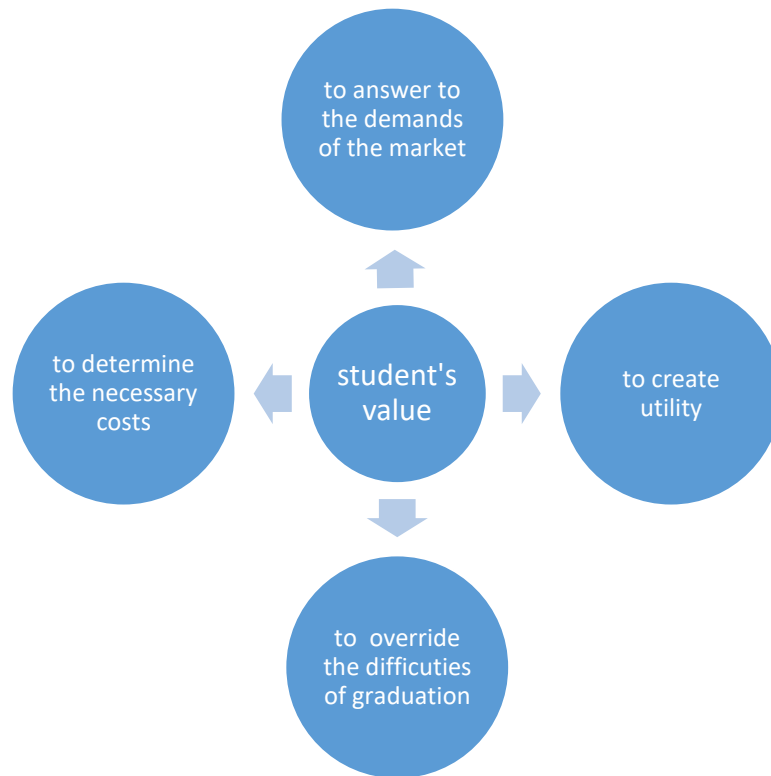 to answer to
the demands
of the market
to determine
the necessary
costs
student's
value
to create
utility
to  override
the difficuties
of graduation